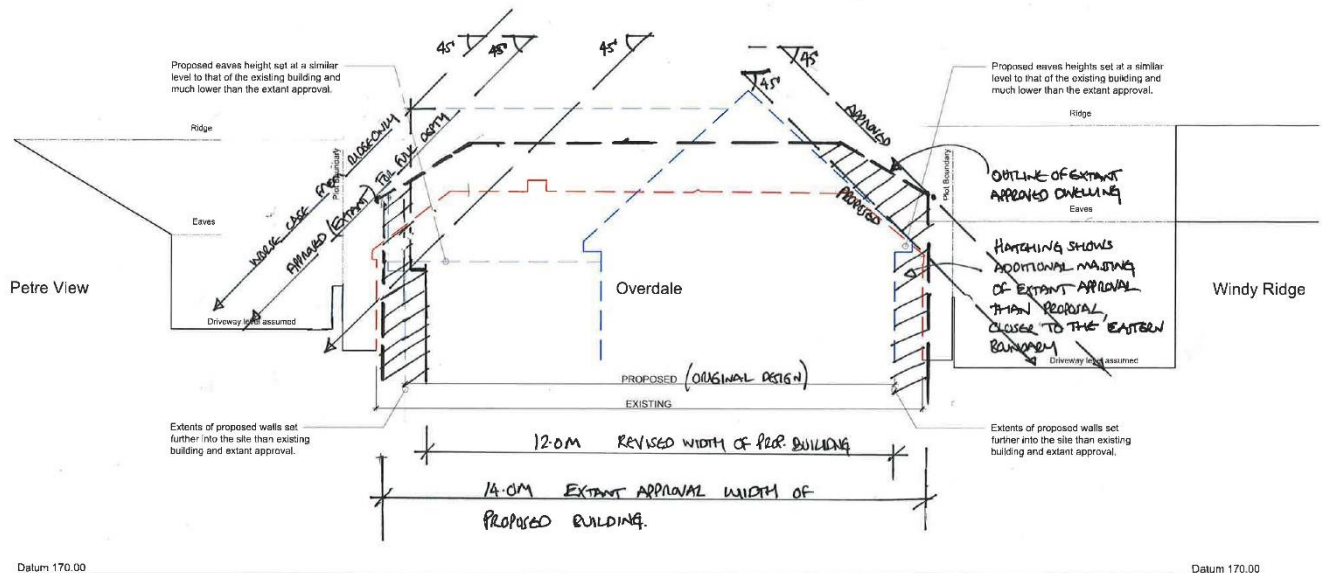 45°
45°
45°
45°
45°
Proposed eaves height set at a similar
level to that of the existing building and
much lower than the extant approval.
Proposed eaves heights set at a similar
level to that of the existing building and
much lower than the extant approval.
Ridge
Eaves
Plot Boundary
WORSE CASE FROM RIDGE ONLY
APPROVED (EXTANT) FOR FULL DEPTH
APPROVED
PROPOSED
Ridge
Plot Boundary
Eaves
OUTLINE OF EXTANT
APPROVED DWELLING
HATCHING SHOWS
ADDITIONAL MASSING
OF EXTANT APPROVAL
THAN PROPOSAL,
CLOSER TO THE EASTERN
BOUNDARY
Petre View
Overdale
Windy Ridge
Driveway level assumed
Driveway level assumed
PROPOSED (ORIGINAL DESIGN)
EXISTING
Extents of proposed walls set
further into the site than existing
building and extant approval.
Extents of proposed walls set
further into the site than existing
building and extant approval.
12.0M REVISED WIDTH OF PROP. BUILDING
14.0M EXTANT APPROVAL WIDTH OF
PROPOSED BUILDING.
Datum 170.00
Datum 170.00